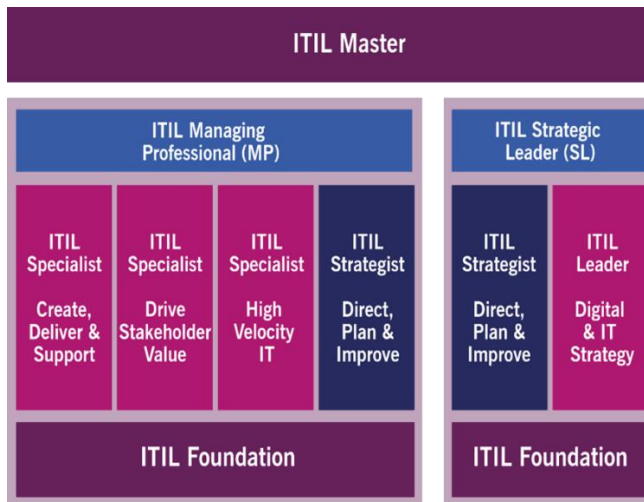 ITIL Master
ITIL Managing
Professional (MP)
ITIL
Specialist
Create,
Deliver &
Support
ITIL
Specialist
Drive
Stakeholder
Value
ITIL
Specialist
High
Velocity
IT
ITIL
Strategist
Direct,
Plan &
Improve
ITIL Foundation
ITIL Strategic
Leader (SL)
ITIL
Strategist
Direct,
Plan &
Improve
ITIL
Leader
Digital
& IT
Strategy
ITIL Foundation